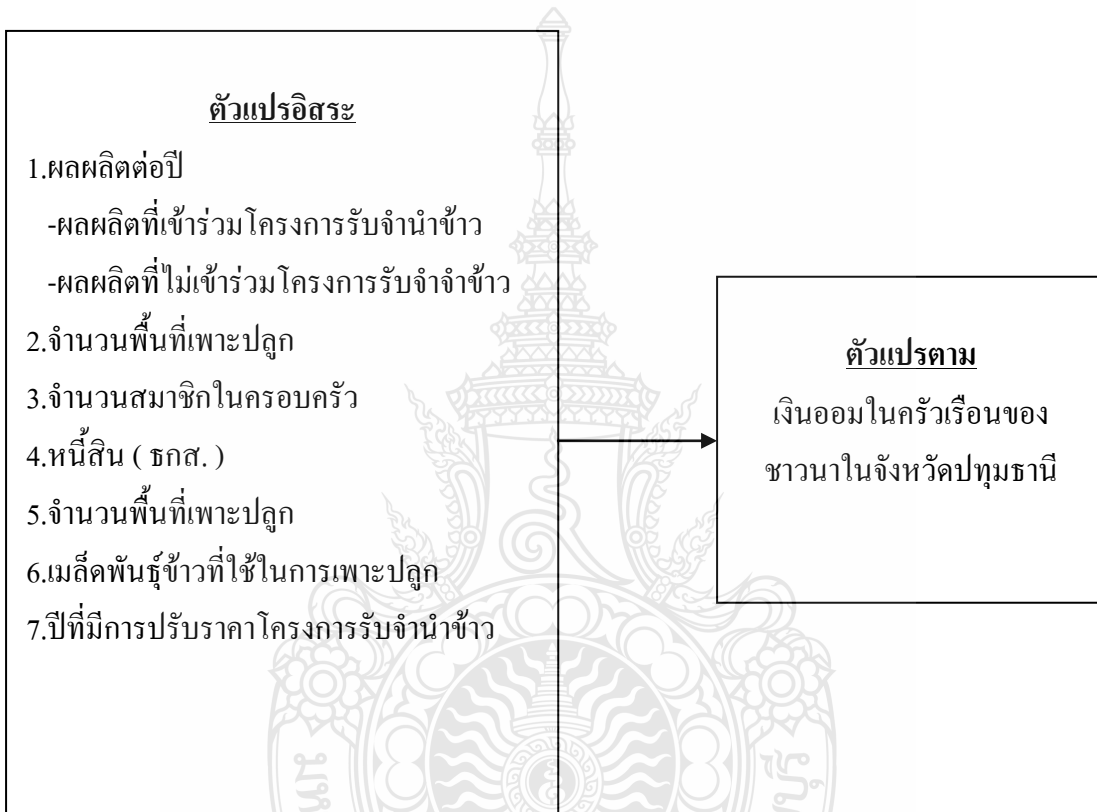 ตัวแปรอิสระ
1.ผลผลิตต่อปี
-ผลผลิตที่เข้าร่วมโครงการรับจำนำข้าว
-ผลผลิตที่ไม่เข้าร่วมโครงการรับจำจำข้าว
2.จำนวนพื้นที่เพาะปลูก
3.จำนวนสมาชิกในครอบครัว
4.หนี้สิน ( ธกส. )
5.จำนวนพื้นที่เพาะปลูก
6.เมล็ดพันธุ์ข้าวที่ใช้ในการเพาะปลูก
7.ปีที่มีการปรับราคาโครงการรับจำนำข้าว
ตัวแปรตาม
เงินออมในครัวเรือนของ
ชาวนาในจังหวัดปทุมธานี